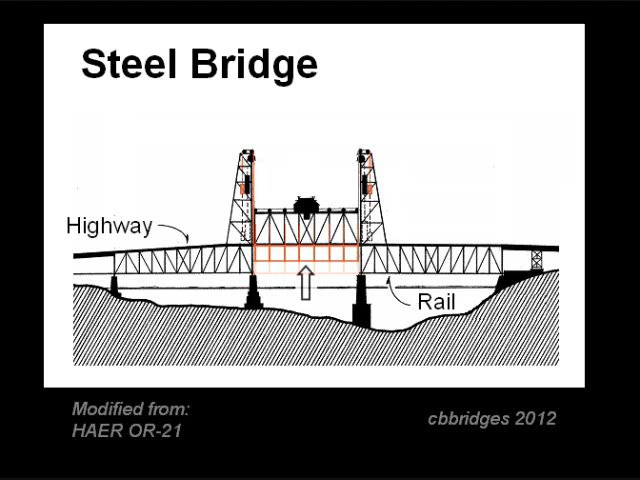 Steel Bridge
Highway
Rail
Modified from:
HAER OR-21
cbbridges 2012